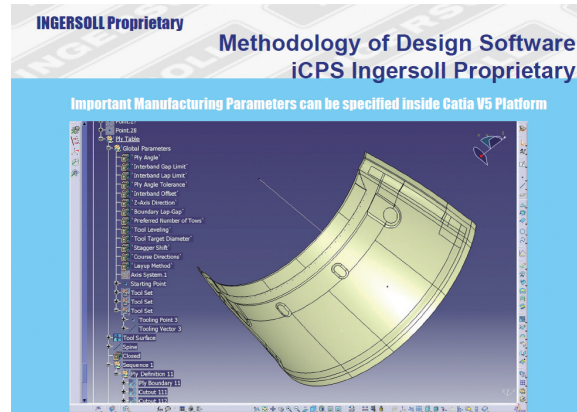 INGERSOLL Proprietary
Methodology of Design Software
iCPS Ingersoll Proprietary
Important Manufacturing Parameters can be specified inside Catia V5 Platform
Point.27
Point.28
Ply Table
Global Parameters
`Ply Angle`
`Interband Gap Limit`
`Interband Lap Limit`
`Ply Angle Tolerance`
`Interband Offset`
`Z-Axis Direction`
`Boundary Lap-Gap`
`Preferred Number of Tows`
`Tool Leveling`
`Tool Target Diameter`
`Stagger Shift`
`Course Directions`
`Layup Method`
Axis System.1
Starting Point
Tool Set
Tool Set
Tool Set
Tooling Point 3
Tooling Vector 3
Tool Surface
Spine
Closed
Sequence 1
Ply Definition 11
Ply Boundary 11
Cutout 111
Cutout 112